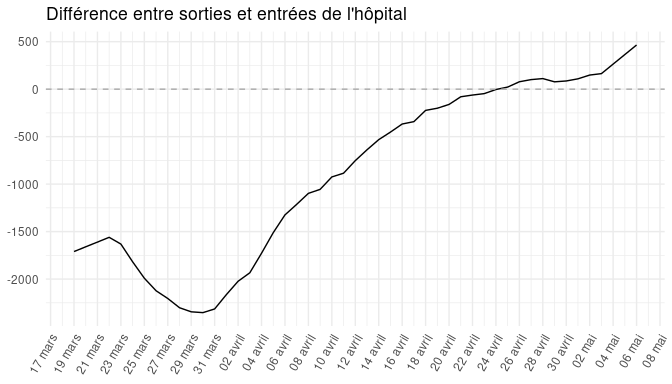 Différence entre sorties et entrées de l'hôpital
500
0
-500
-1000
-1500
-2000
17 mars
19 mars
21 mars
23 mars
25 mars
27 mars
29 mars
31 mars
02 avril
04 avril
06 avril
08 avril
10 avril
12 avril
14 avril
16 avril
18 avril
20 avril
22 avril
24 avril
26 avril
28 avril
30 avril
02 mai
04 mai
06 mai
08 mai